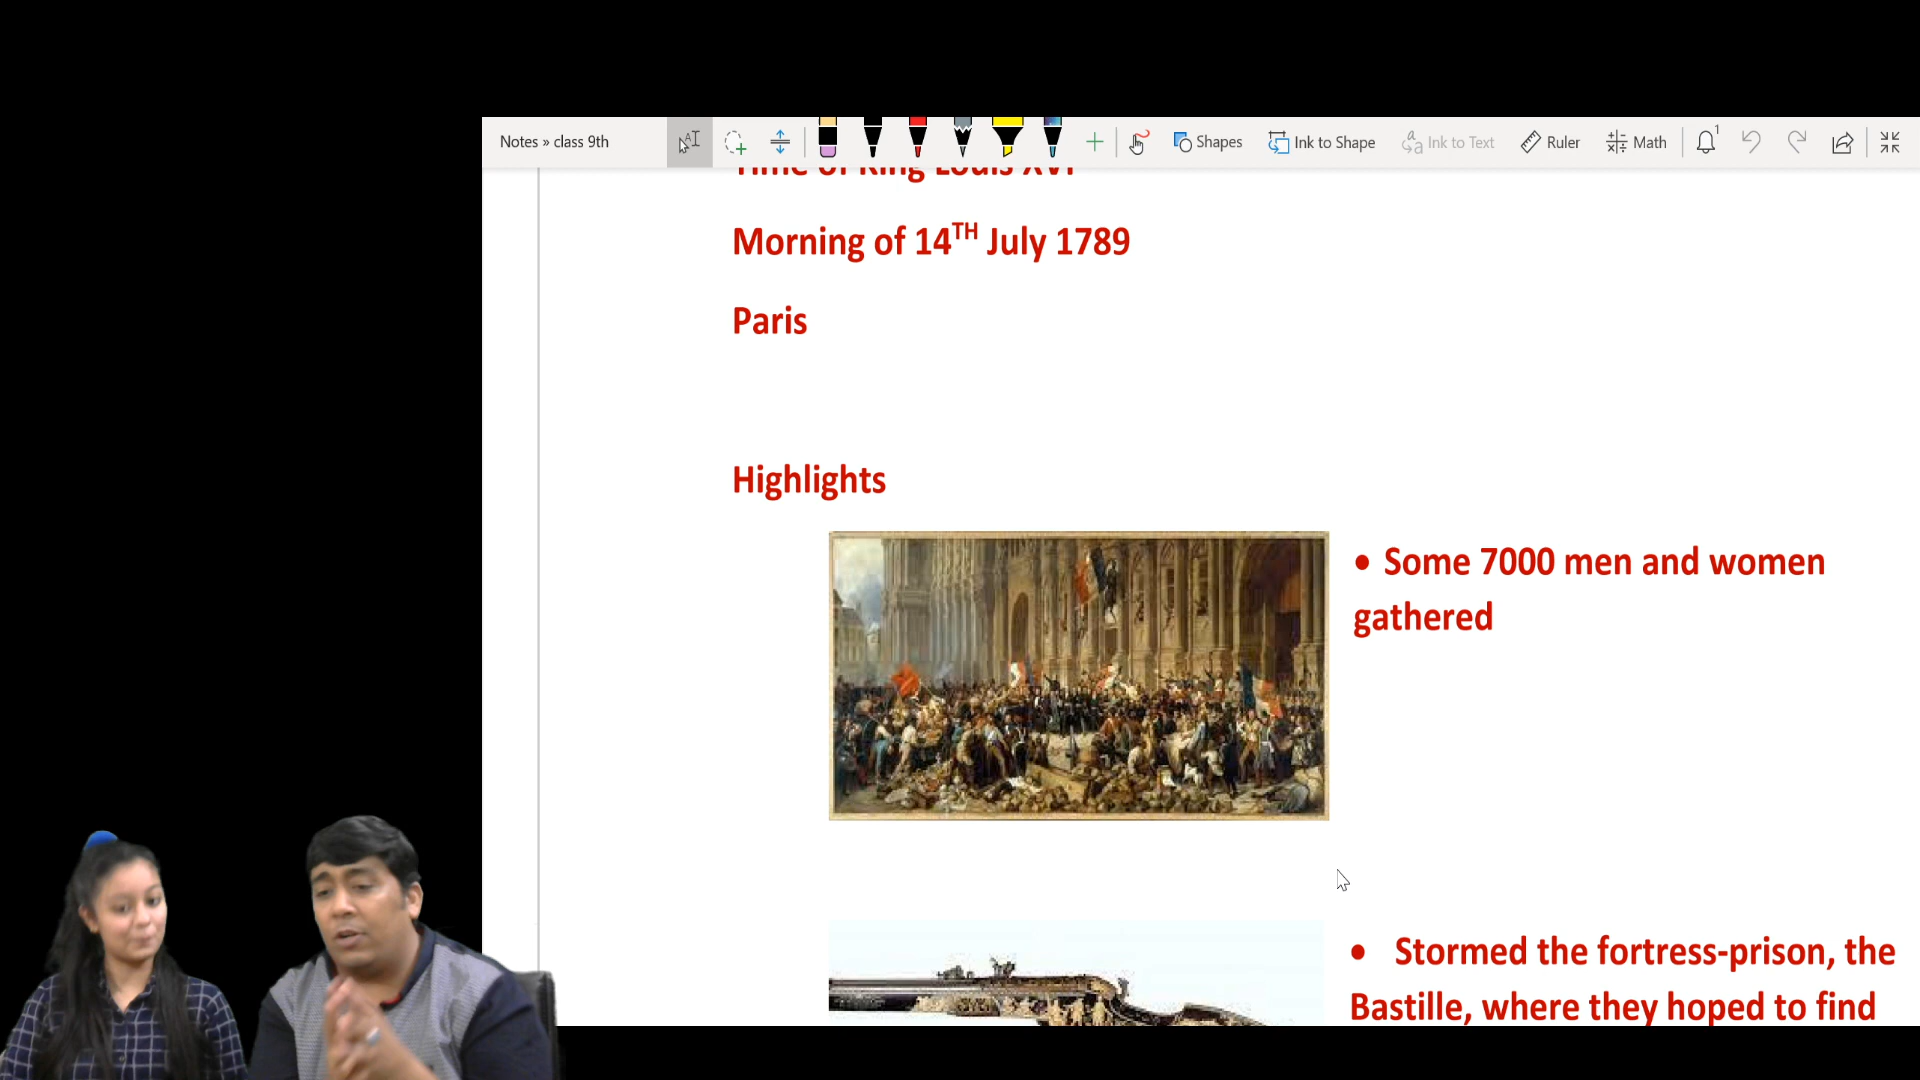 Notes » class 9th
Shapes
Ink to Shape
Ink to Text
Ruler
Math
1
Time of King Louis XVI
Morning of 14TH July 1789
Paris
Highlights
• Some 7000 men and women
gathered
• Stormed the fortress-prison, the
Bastille, where they hoped to find